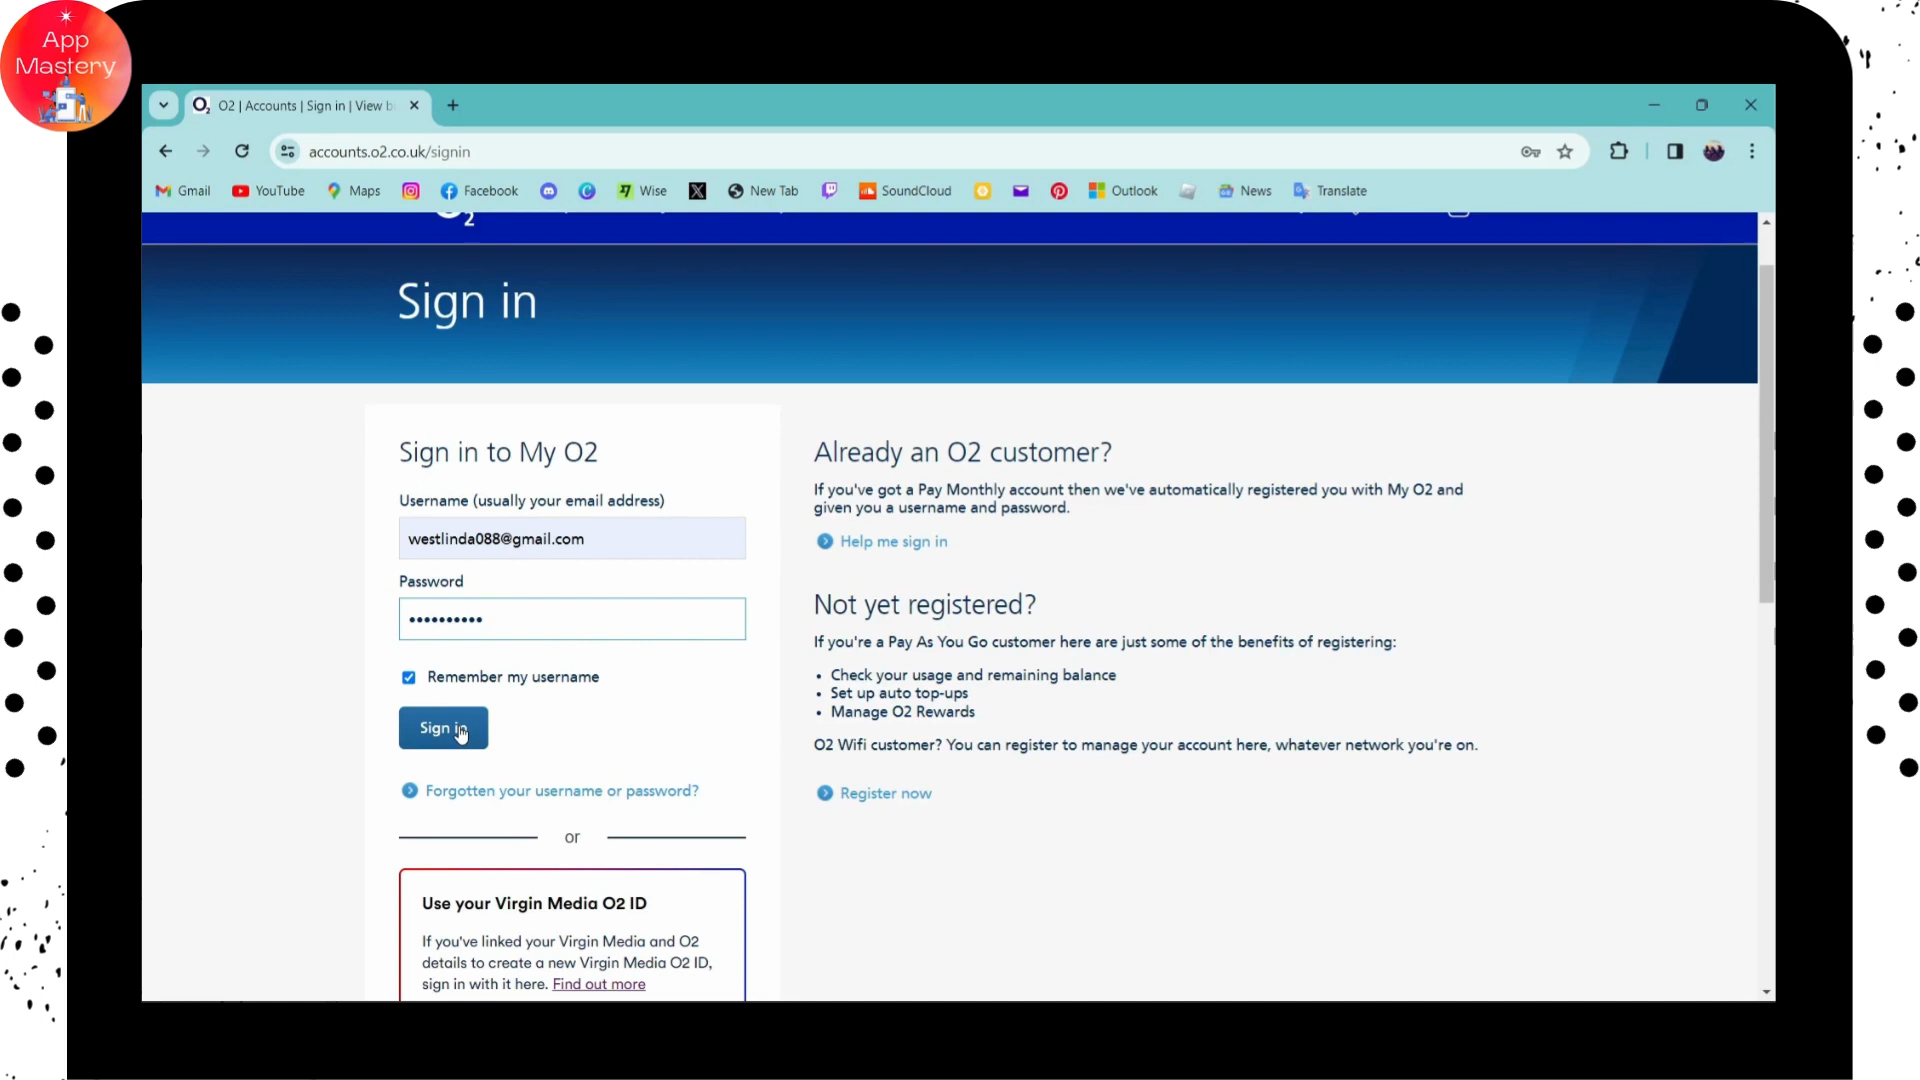 App
Mastery
O2 | Accounts | Sign in | View b
accounts.o2.co.uk/signin
Gmail YouTube Maps Facebook Wise New Tab SoundCloud Outlook News Translate
Sign in
Sign in to My O2
Username (usually your email address)
westlinda088@gmail.com
Password
Remember my username
Sign in
Forgotten your username or password?
or
Use your Virgin Media O2 ID
If you've linked your Virgin Media and O2
details to create a new Virgin Media O2 ID,
sign in with it here. Find out more
Already an O2 customer?
If you've got a Pay Monthly account then we've automatically registered you with My O2 and
given you a username and password.
Help me sign in
Not yet registered?
If you're a Pay As You Go customer here are just some of the benefits of registering:
• Check your usage and remaining balance
• Set up auto top-ups
• Manage O2 Rewards
O2 Wifi customer? You can register to manage your account here, whatever network you're on.
Register now